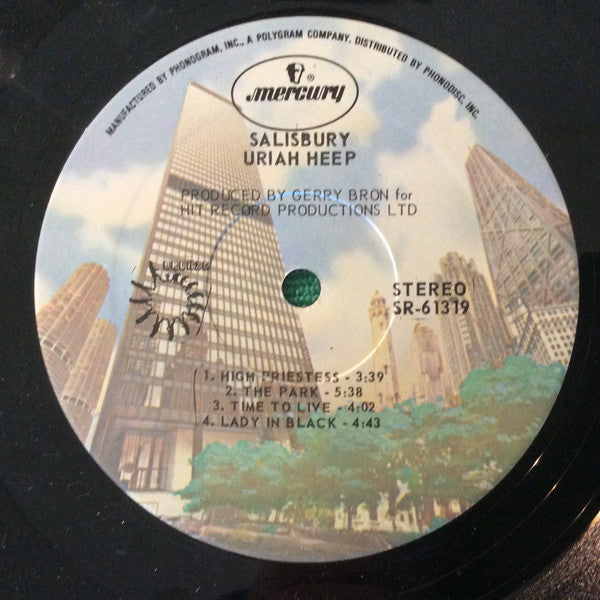 MANUFACTURED BY PHONOGRAM, INC., A POLYGRAM COMPANY. DISTRIBUTED BY PHONODISC, INC.
mercury
®
SALISBURY
URIAH HEEP
PRODUCED BY GERRY BRON for
HIT RECORD PRODUCTIONS LTD
STEREO
SR-61319
1. HIGH PRIESTESS - 3:39
2. THE PARK - 5:38
3. TIME TO LIVE - 4:02
4. LADY IN BLACK - 4:43